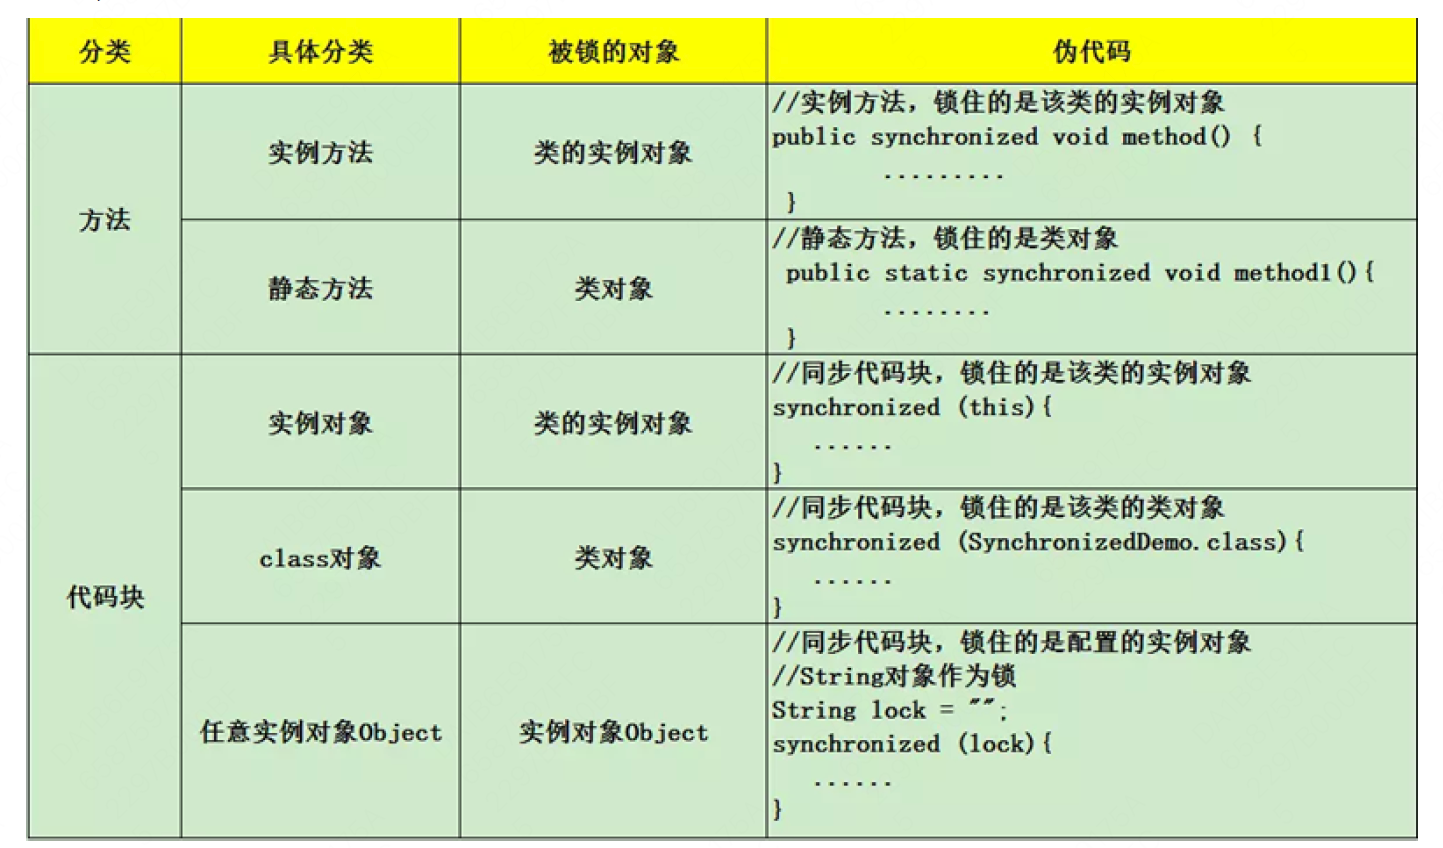 分类 具体分类 被锁的对象 伪代码
方法
实例方法
类的实例对象
//实例方法，锁住的是该类的实例对象
public synchronized void method() {
.........
}
静态方法
类对象
//静态方法，锁住的是类对象
public static synchronized void method1(){
........
}
代码块
实例对象
类的实例对象
//同步代码块，锁住的是该类的实例对象
synchronized (this){
......
}
class对象
类对象
//同步代码块，锁住的是该类的类对象
synchronized (SynchronizedDemo.class){
......
}
任意实例对象Object
实例对象Object
//同步代码块，锁住的是配置的实例对象
//String对象作为锁
String lock = "";
synchronized (lock){
......
}